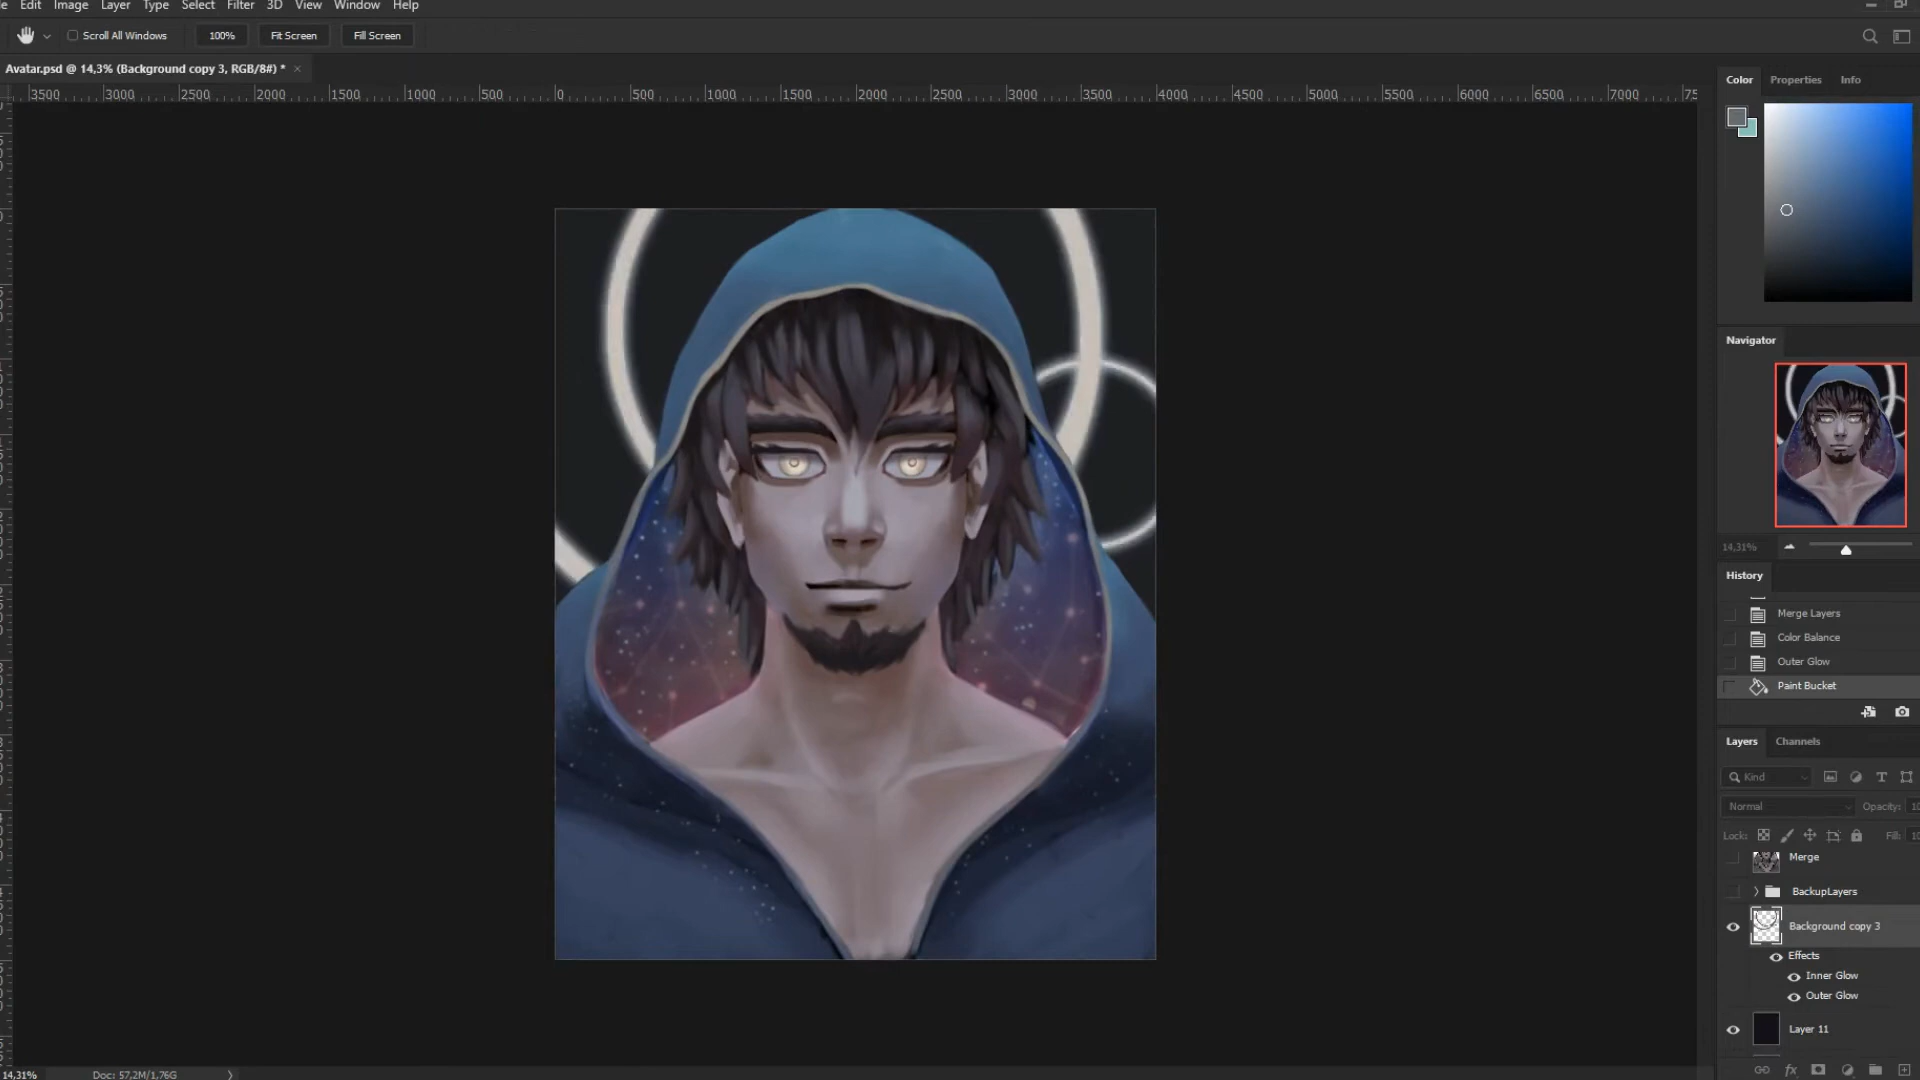 Edit Image Layer Type Select Filter 3D View Window Help
Scroll All Windows 100% Fit Screen Fill Screen
Avatar.psd @ 14,3% (Background copy 3, RGB/8#) * ×
3500 3000 2500 2000 1500 1000 500 0 500 1000 1500 2000 2500 3000 3500 4000 4500 5000 5500 6000 6500 7000
Color Properties Info
Navigator
14,31%
History
Merge Layers
Color Balance
Outer Glow
Paint Bucket
Layers Channels
Kind
Normal Opacity:
Lock: Fill:
Merge
BackupLayers
Background copy 3
Effects
Inner Glow
Outer Glow
Layer 11
fx
14,31% Doc: 57,2M/1,76G